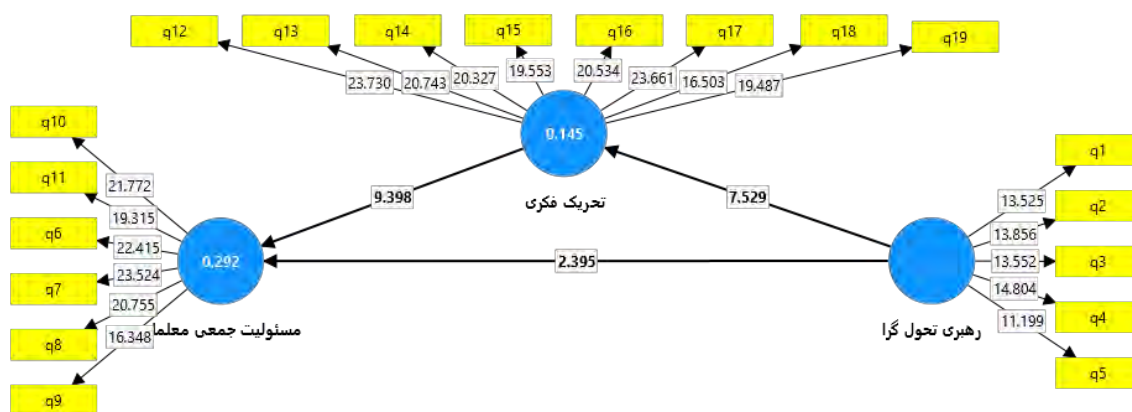 q12
q13
q14
q15
q16
q17
q18
q19
23.730
20.743
20.327
19.553
20.534
23.661
16.503
19.487
0.145
تحریک فکری
9.398
7.529
2.395
q10
q11
q6
q7
q8
q9
21.772
19.315
22.415
23.524
20.755
16.348
0.292
مسئولیت جمعی معلما
q1
q2
q3
q4
q5
13.525
13.856
13.552
14.804
11.199
رهبری تحول گرا